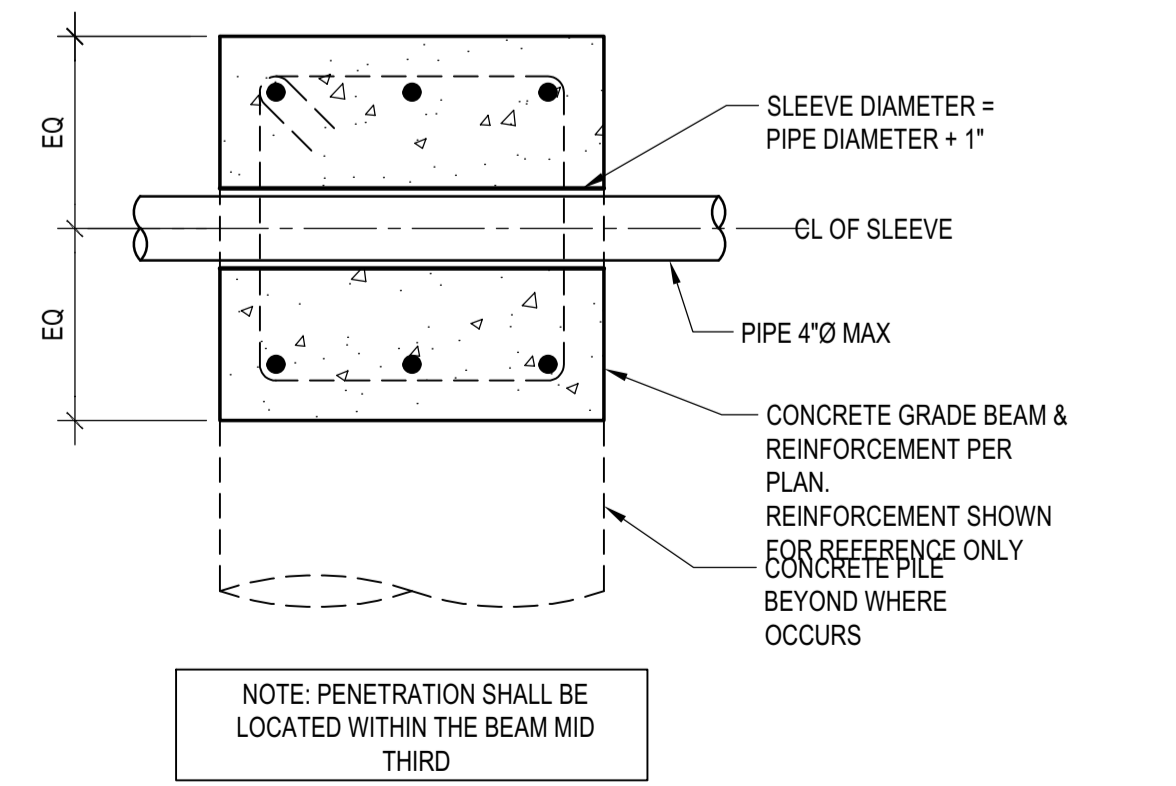 EQ
EQ
SLEEVE DIAMETER =
PIPE DIAMETER + 1"
CL OF SLEEVE
PIPE 4"Ø MAX
CONCRETE GRADE BEAM &
REINFORCEMENT PER
PLAN.
REINFORCEMENT SHOWN
FOR REFERENCE ONLY
CONCRETE PILE
BEYOND WHERE
OCCURS
NOTE: PENETRATION SHALL BE
LOCATED WITHIN THE BEAM MID
THIRD